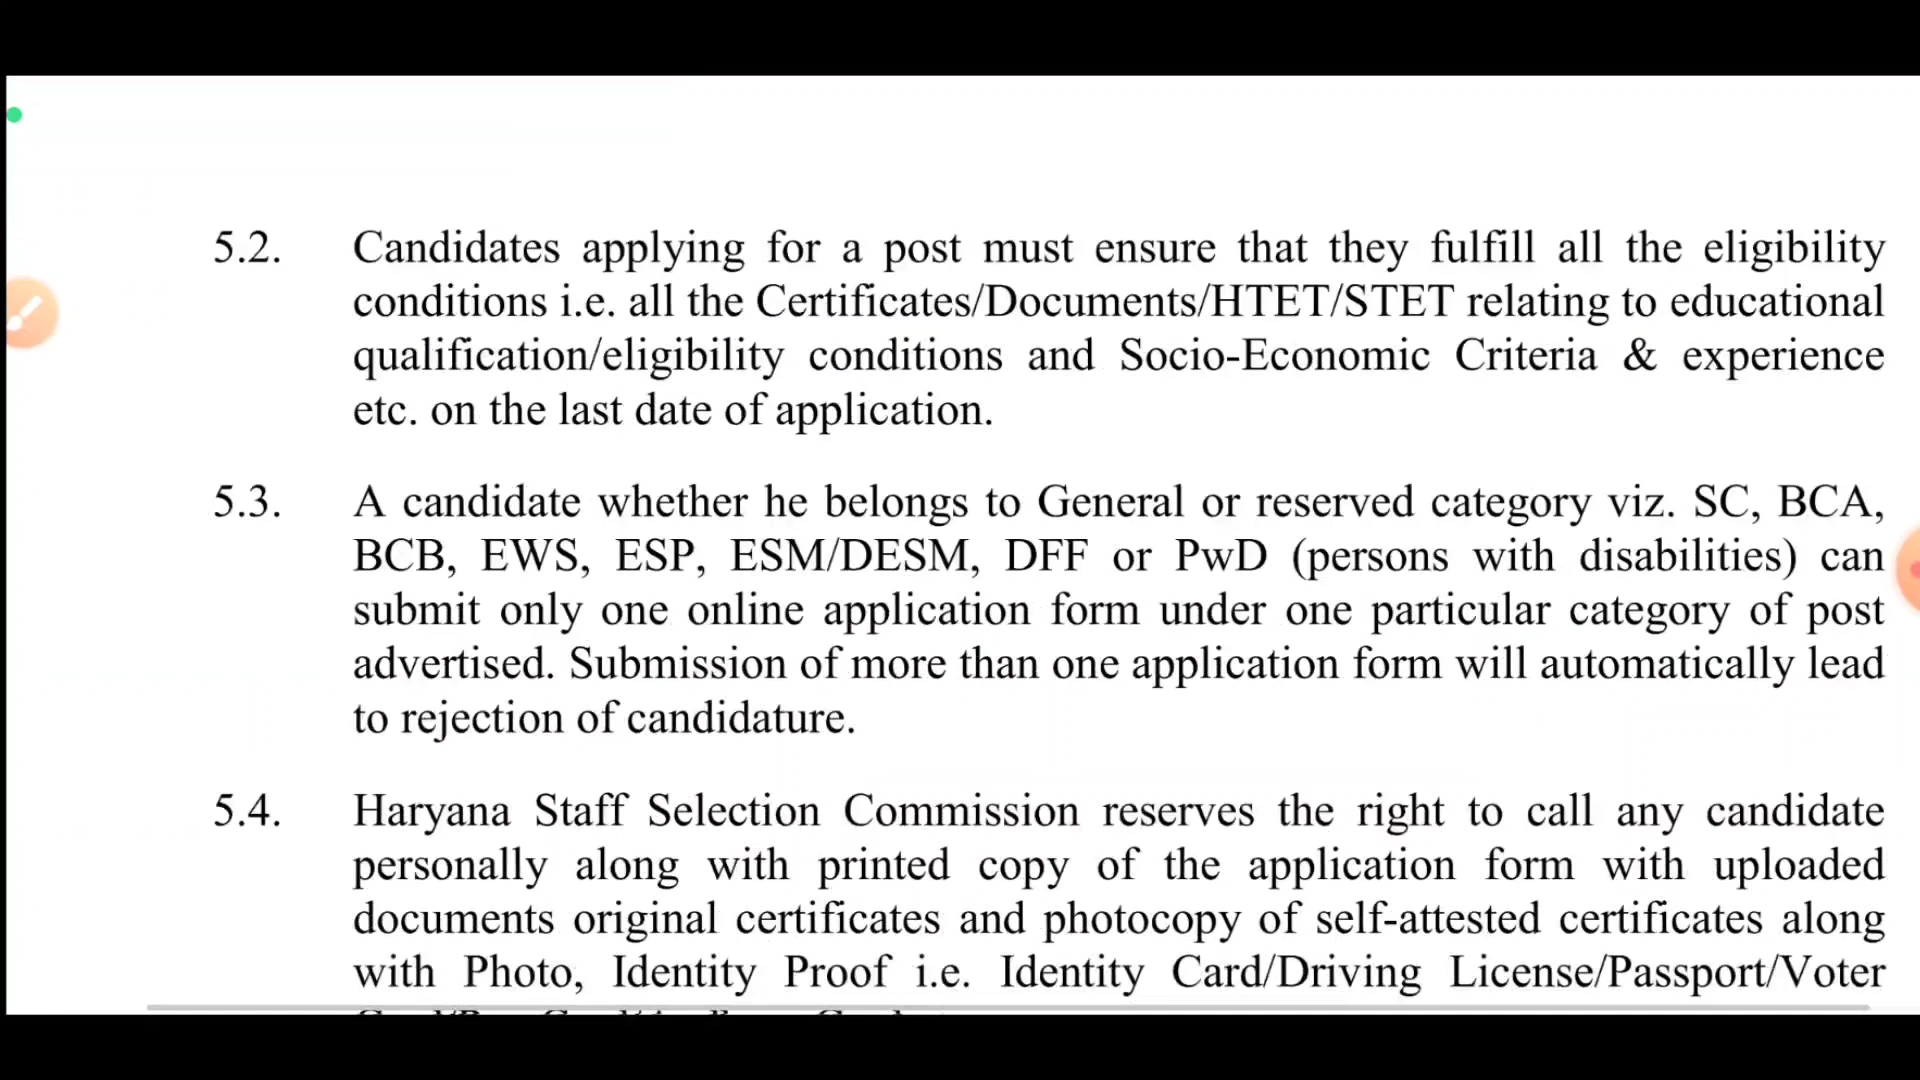 5.2. Candidates applying for a post must ensure that they fulfill all the eligibility
conditions i.e. all the Certificates/Documents/HTET/STET relating to educational
qualification/eligibility conditions and Socio-Economic Criteria & experience
etc. on the last date of application.
5.3. A candidate whether he belongs to General or reserved category viz. SC, BCA,
BCB, EWS, ESP, ESM/DESM, DFF or PwD (persons with disabilities) can
submit only one online application form under one particular category of post
advertised. Submission of more than one application form will automatically lead
to rejection of candidature.
5.4. Haryana Staff Selection Commission reserves the right to call any candidate
personally along with printed copy of the application form with uploaded
documents original certificates and photocopy of self-attested certificates along
with Photo, Identity Proof i.e. Identity Card/Driving License/Passport/Voter